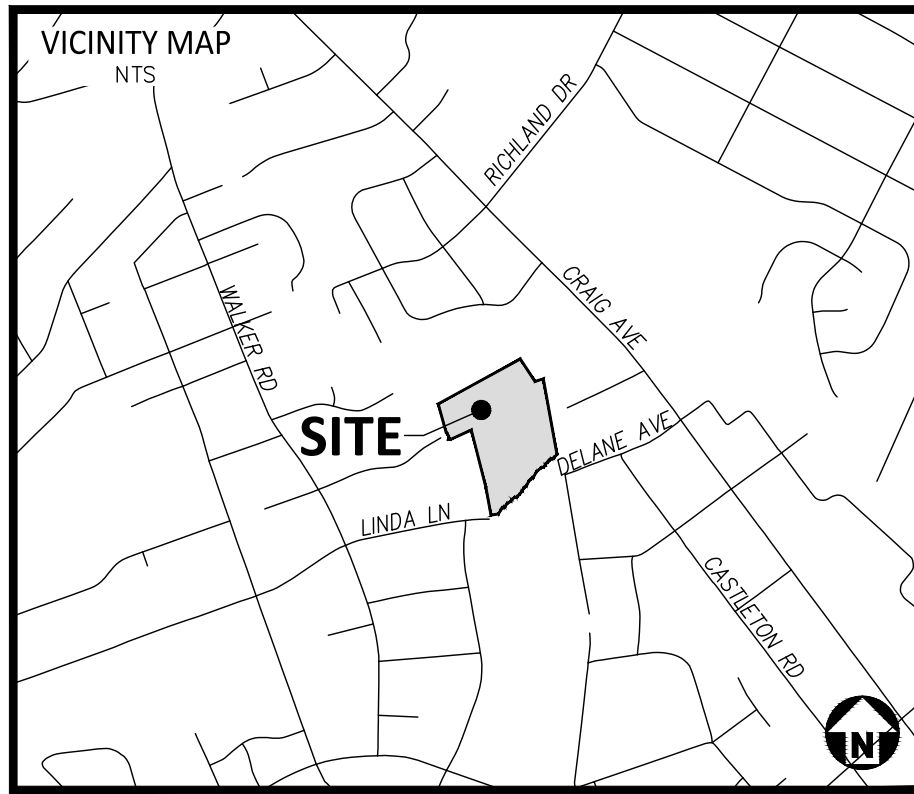 VICINITY MAP
NTS
RICHLAND DR
CRAIG AVE
WALKER RD
SITE
DELANE AVE
LINDA LN
CASTLETON RD
N